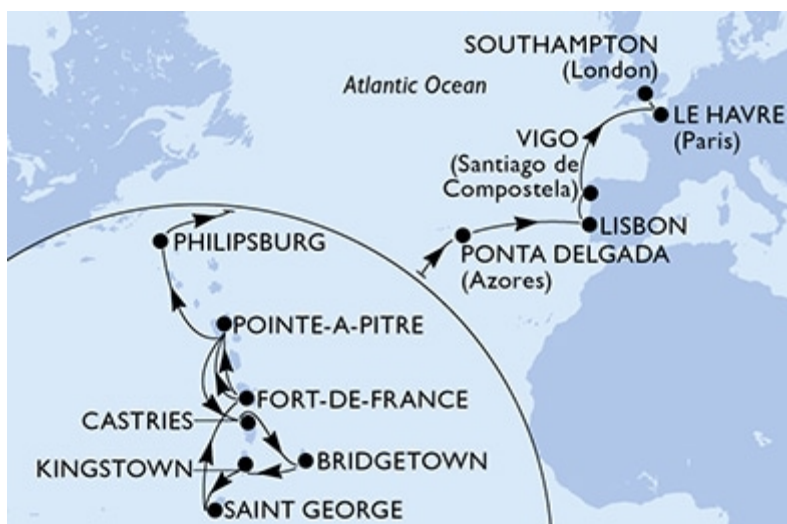 SOUTHAMPTON
(London)
Atlantic Ocean
LE HAVRE
(Paris)
VIGO
(Santiago de
Compostela)
LISBON
PONTA DELGADA
(Azores)
PHILIPSBURG
POINTE-A-PITRE
FORT-DE-FRANCE
CASTRIES
BRIDGETOWN
KINGSTOWN
SAINT GEORGE